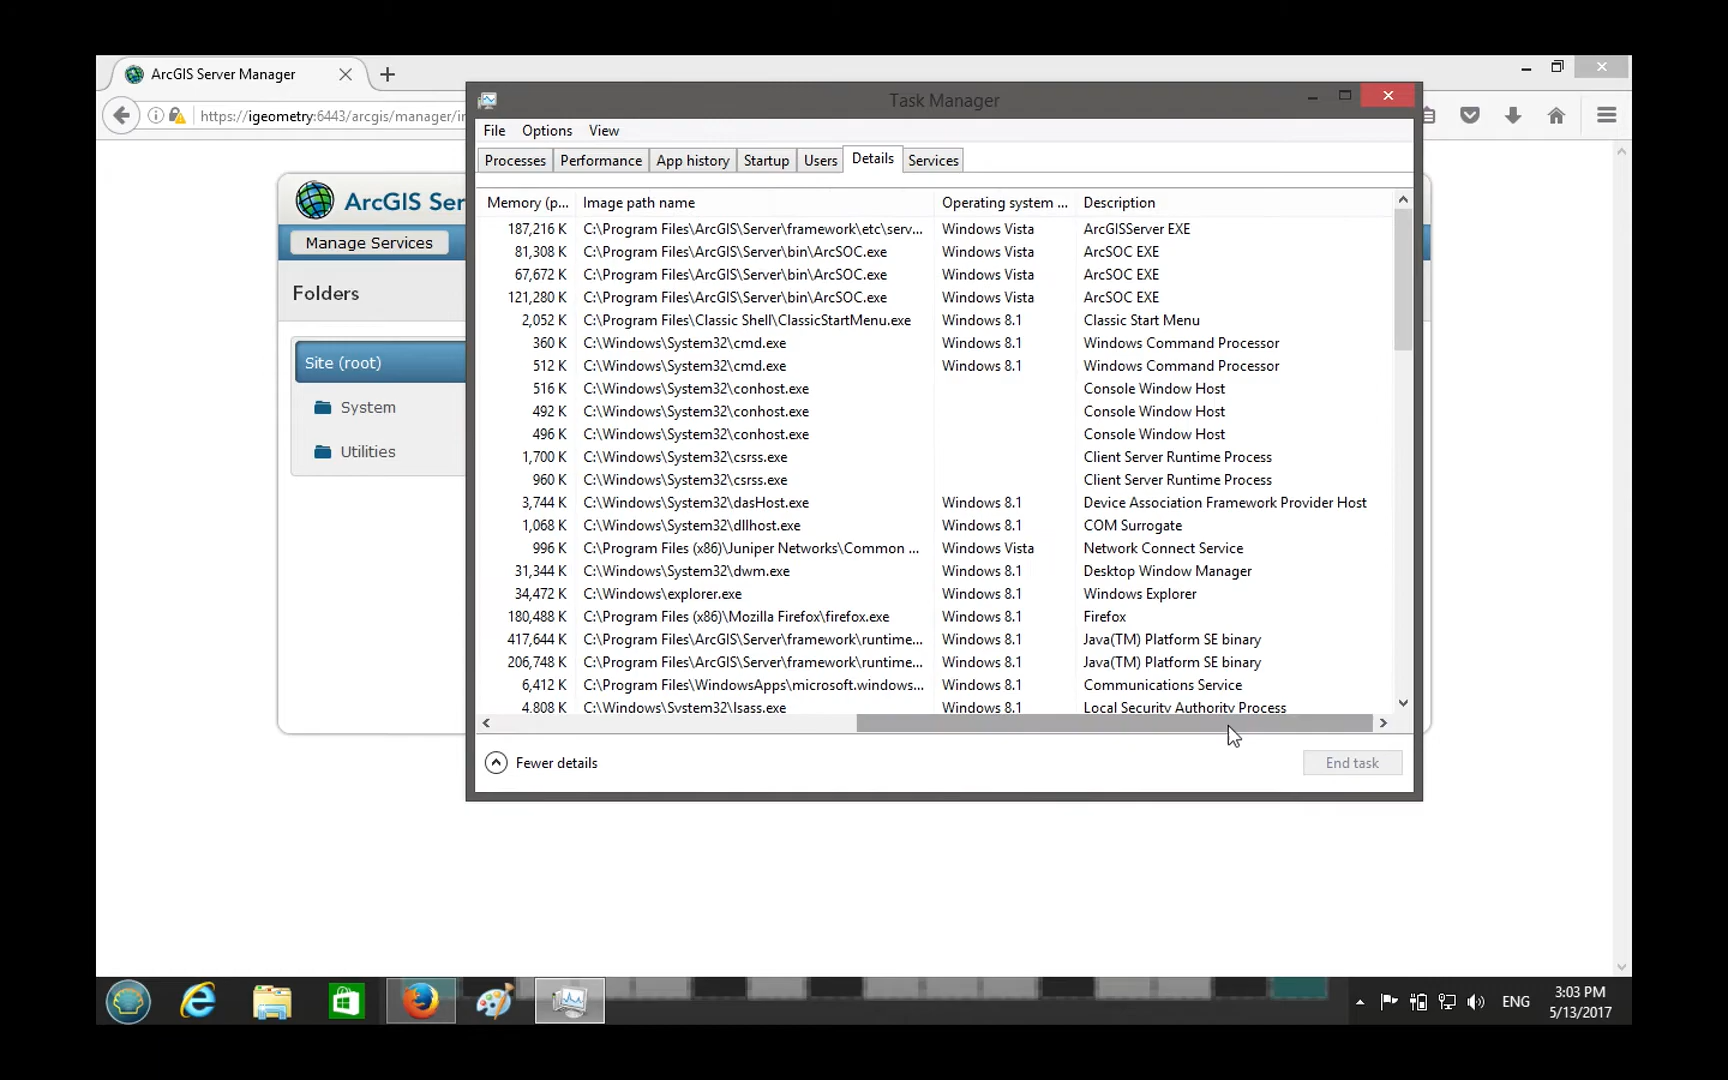 ArcGIS Server Manager
https://igeometry:6443/arcgis/manager/
ArcGIS Ser
Manage Services
Folders
Site (root)
System
Utilities
Task Manager
File Options View
Processes Performance App history Startup Users Details Services
Memory (p... Image path name Operating system ... Description
187,216 K C:\Program Files\ArcGIS\Server\framework\etc\serv... Windows Vista ArcGISServer EXE
81,308 K C:\Program Files\ArcGIS\Server\bin\ArcSOC.exe Windows Vista ArcSOC EXE
67,672 K C:\Program Files\ArcGIS\Server\bin\ArcSOC.exe Windows Vista ArcSOC EXE
121,280 K C:\Program Files\ArcGIS\Server\bin\ArcSOC.exe Windows Vista ArcSOC EXE
2,052 K C:\Program Files\Classic Shell\ClassicStartMenu.exe Windows 8.1 Classic Start Menu
360 K C:\Windows\System32\cmd.exe Windows 8.1 Windows Command Processor
512 K C:\Windows\System32\cmd.exe Windows 8.1 Windows Command Processor
516 K C:\Windows\System32\conhost.exe Console Window Host
492 K C:\Windows\System32\conhost.exe Console Window Host
496 K C:\Windows\System32\conhost.exe Console Window Host
1,700 K C:\Windows\System32\csrss.exe Client Server Runtime Process
960 K C:\Windows\System32\csrss.exe Client Server Runtime Process
3,744 K C:\Windows\System32\dasHost.exe Windows 8.1 Device Association Framework Provider Host
1,068 K C:\Windows\System32\dllhost.exe Windows 8.1 COM Surrogate
996 K C:\Program Files (x86)\Juniper Networks\Common ... Windows Vista Network Connect Service
31,344 K C:\Windows\System32\dwm.exe Windows 8.1 Desktop Window Manager
34,472 K C:\Windows\explorer.exe Windows 8.1 Windows Explorer
180,488 K C:\Program Files (x86)\Mozilla Firefox\firefox.exe Windows 8.1 Firefox
417,644 K C:\Program Files\ArcGIS\Server\framework\runtime... Windows 8.1 Java(TM) Platform SE binary
206,748 K C:\Program Files\ArcGIS\Server\framework\runtime... Windows 8.1 Java(TM) Platform SE binary
6,412 K C:\Program Files\WindowsApps\microsoft.windows... Windows 8.1 Communications Service
4,808 K C:\Windows\System32\lsass.exe Windows 8.1 Local Security Authority Process
Fewer details End task
ENG 3:03 PM
5/13/2017